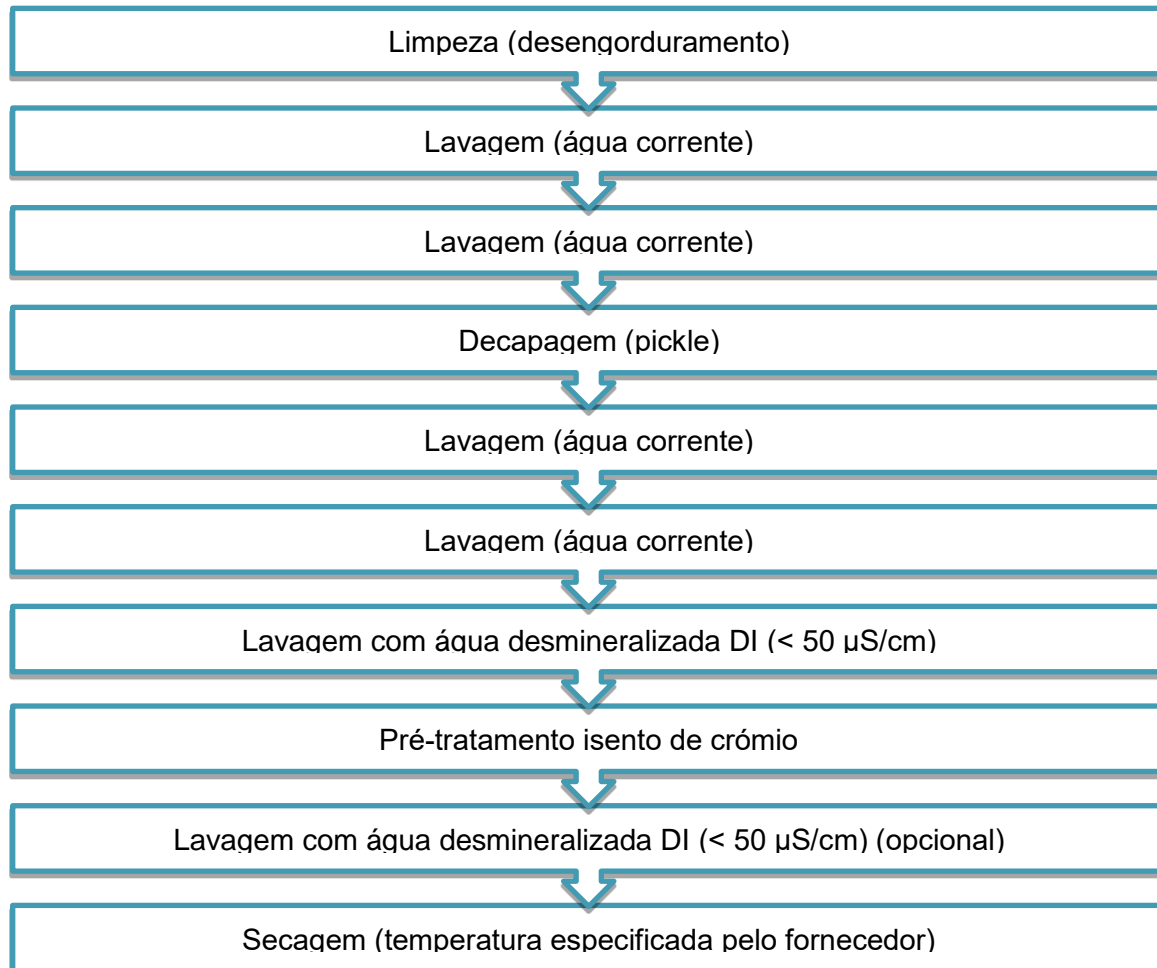 Limpeza (desengorduramento)
Lavagem (água corrente)
Lavagem (água corrente)
Decapagem (pickle)
Lavagem (água corrente)
Lavagem (água corrente)
Lavagem com água desmineralizada DI (< 50 µS/cm)
Pré-tratamento isento de crómio
Lavagem com água desmineralizada DI (< 50 µS/cm) (opcional)
Secagem (temperatura especificada pelo fornecedor)